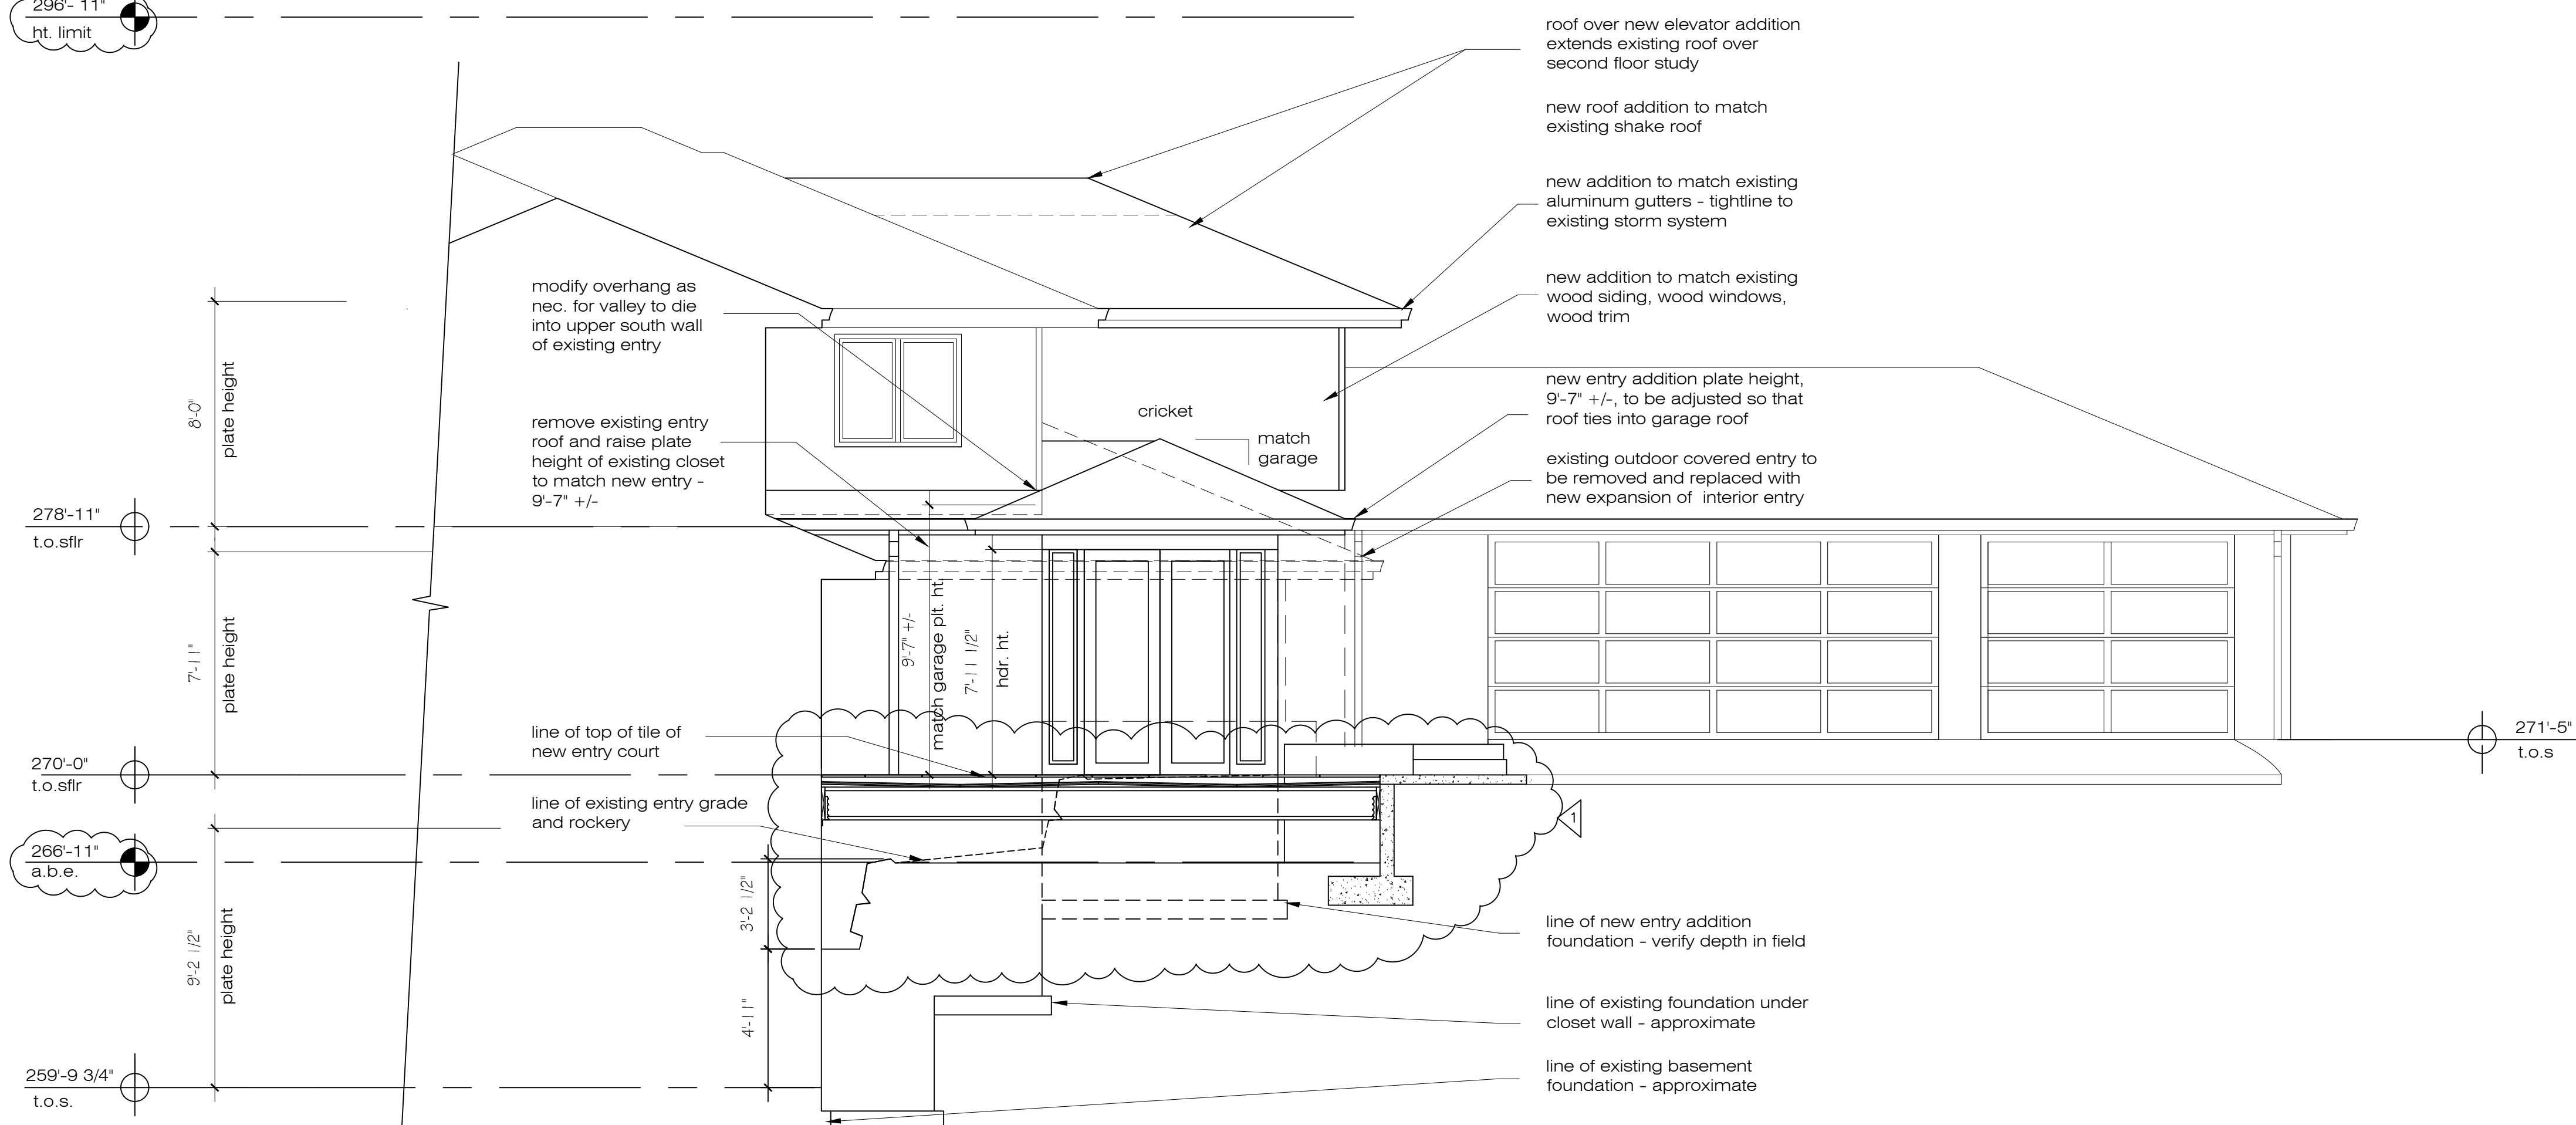 296'- 11"
ht. limit
roof over new elevator addition
extends existing roof over
second floor study
new roof addition to match
existing shake roof
new addition to match existing
aluminum gutters - tightline to
existing storm system
new addition to match existing
wood siding, wood windows,
wood trim
new entry addition plate height,
9'-7" +/-, to be adjusted so that
roof ties into garage roof
existing outdoor covered entry to
be removed and replaced with
new expansion of interior entry
modify overhang as
nec. for valley to die
into upper south wall
of existing entry
remove existing entry
roof and raise plate
height of existing closet
to match new entry -
9'-7" +/-
cricket
match
garage
8'-0"
plate height
278'-11"
t.o.sflr
7'-11"
plate height
9'-7" +/-
match garage plt. ht.
7'-11 1/2"
hdr. ht.
line of top of tile of
new entry court
270'-0"
t.o.sflr
271'-5"
t.o.s
line of existing entry grade
and rockery
1
266'-11"
a.b.e.
9'-2 1/2"
plate height
3'-2 1/2"
4'-11"
line of new entry addition
foundation - verify depth in field
line of existing foundation under
closet wall - approximate
line of existing basement
foundation - approximate
259'-9 3/4"
t.o.s.